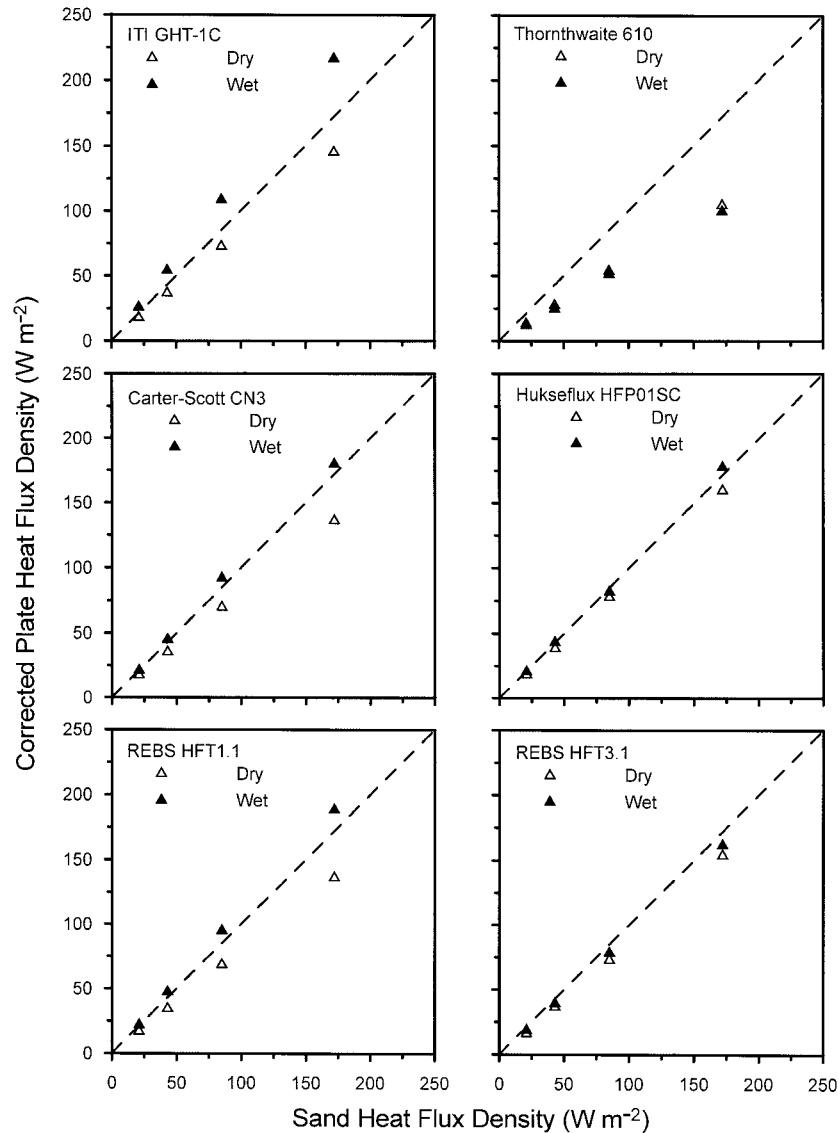 Corrected Plate Heat Flux Density (W m⁻²)
250
200
150
100
50
0
ITI GHT-1C
Dry
Wet
Thornthwaite 610
Dry
Wet
250
200
150
100
50
0
Carter-Scott CN3
Dry
Wet
Hukseflux HFP01SC
Dry
Wet
250
200
150
100
50
0
REBS HFT1.1
Dry
Wet
REBS HFT3.1
Dry
Wet
0 50 100 150 200 250
0 50 100 150 200 250
Sand Heat Flux Density (W m⁻²)